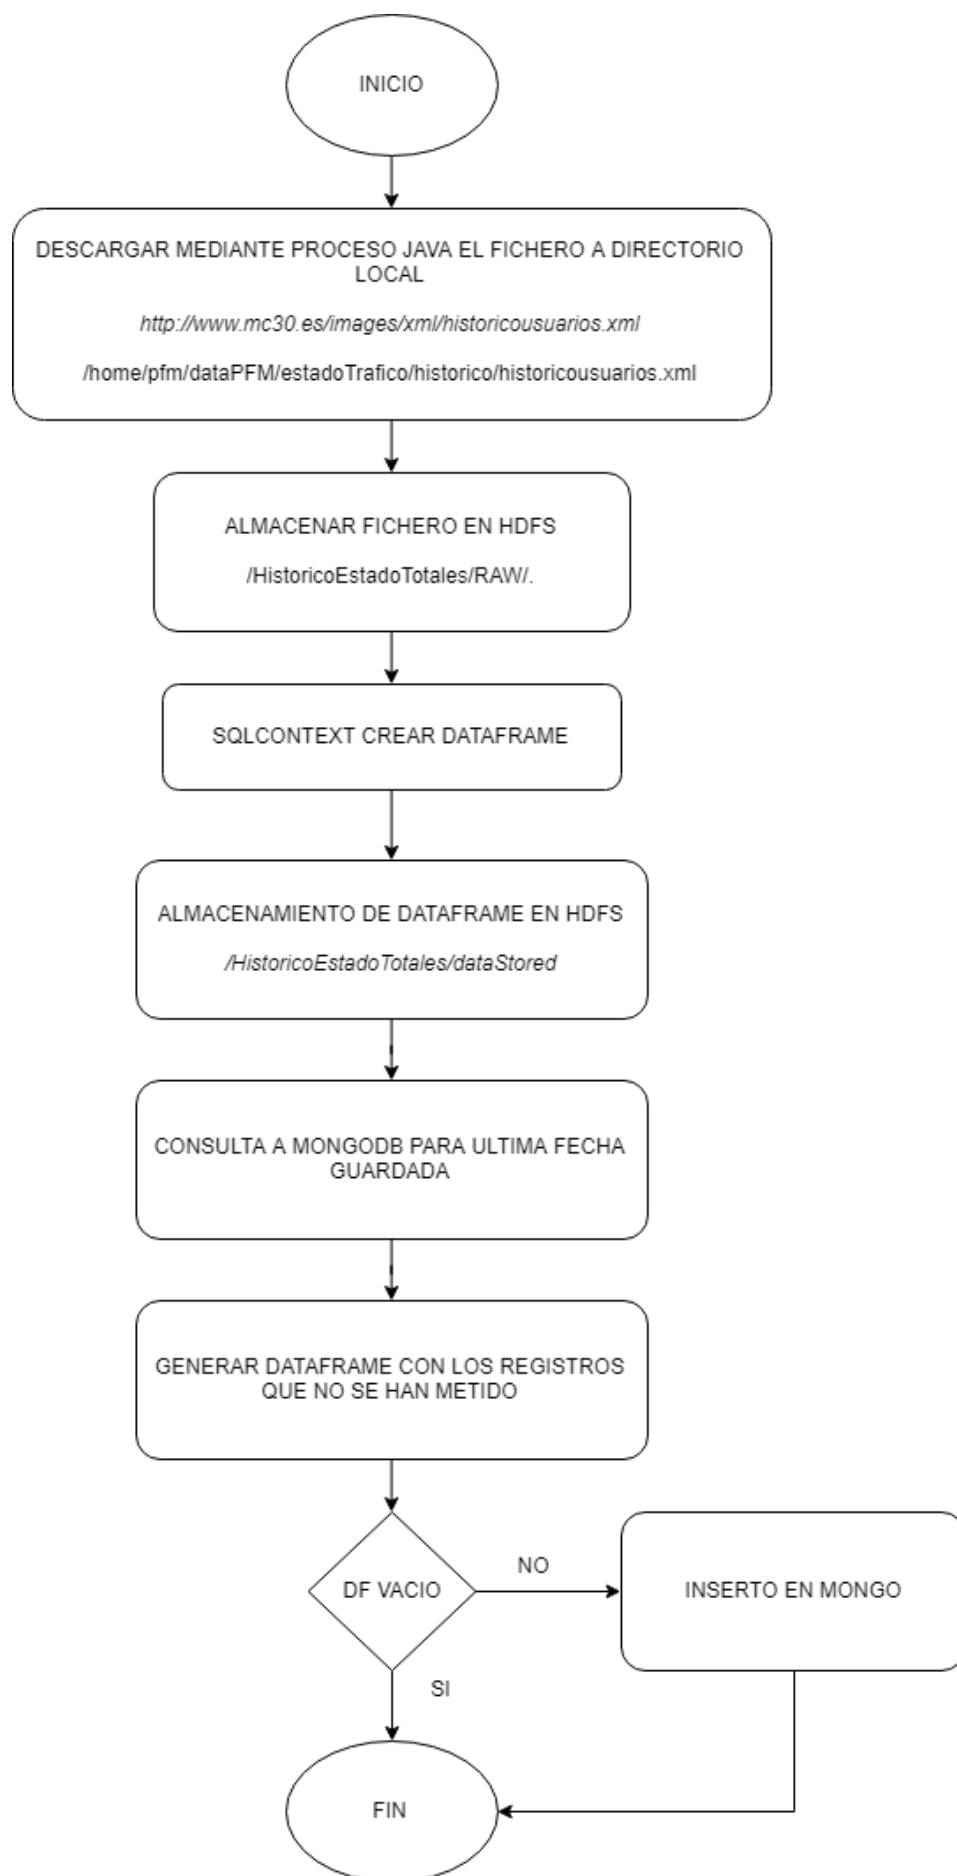 INICIO
DESCARGAR MEDIANTE PROCESO JAVA EL FICHERO A DIRECTORIO
LOCAL
http://www.mc30.es/images/xml/historicousuarios.xml
/home/pfm/dataPFM/estadoTrafico/historico/historicousuarios.xml
ALMACENAR FICHERO EN HDFS
/HistoricoEstadoTotales/RAW/.
SQLCONTEXT CREAR DATAFRAME
ALMACENAMIENTO DE DATAFRAME EN HDFS
/HistoricoEstadoTotales/dataStored
CONSULTA A MONGODB PARA ULTIMA FECHA
GUARDADA
GENERAR DATAFRAME CON LOS REGISTROS
QUE NO SE HAN METIDO
DF VACIO
NO
INSERTO EN MONGO
SI
FIN